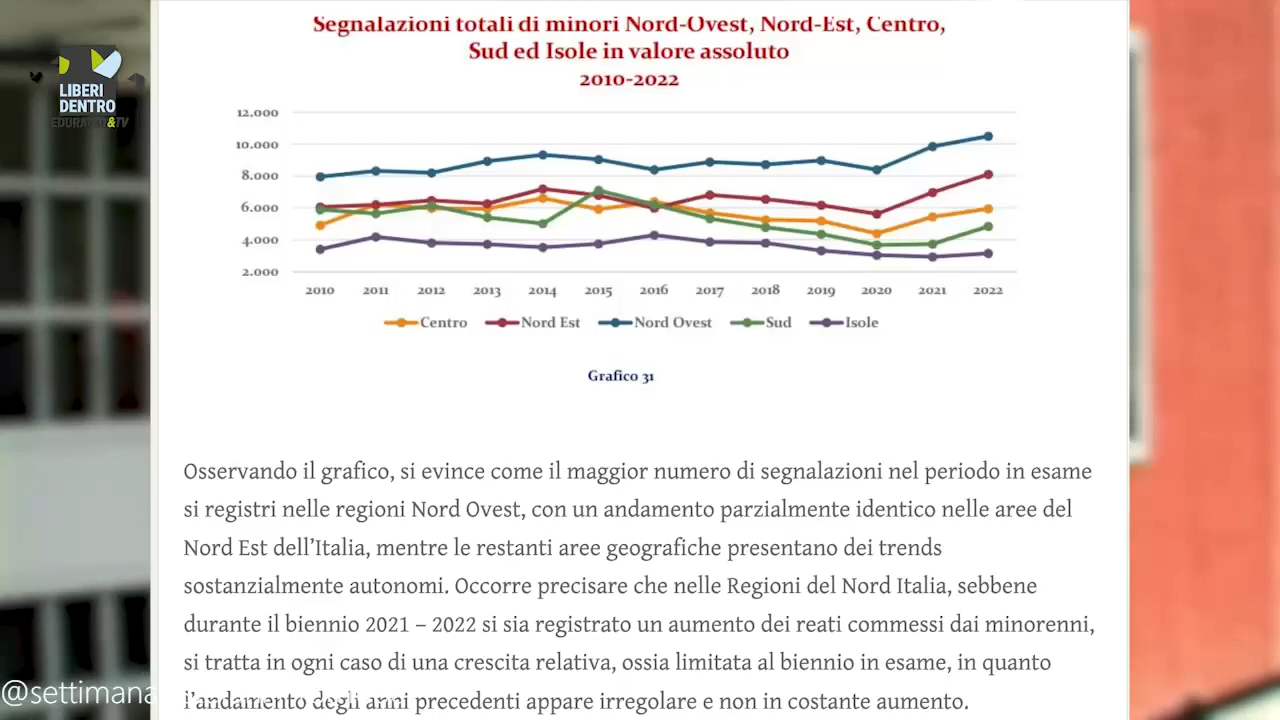 Segnalazioni totali di minori Nord-Ovest, Nord-Est, Centro,
Sud ed Isole in valore assoluto
2010-2022
LIBERI
DENTRO
EDURADIO&TV
12.000
10.000
8.000
6.000
4.000
2.000
2010 2011 2012 2013 2014 2015 2016 2017 2018 2019 2020 2021 2022
Centro Nord Est Nord Ovest Sud Isole
Grafico 31
Osservando il grafico, si evince come il maggior numero di segnalazioni nel periodo in esame
si registri nelle regioni Nord Ovest, con un andamento parzialmente identico nelle aree del
Nord Est dell’Italia, mentre le restanti aree geografiche presentano dei trends
sostanzialmente autonomi. Occorre precisare che nelle Regioni del Nord Italia, sebbene
durante il biennio 2021 – 2022 si sia registrato un aumento dei reati commessi dai minorenni,
si tratta in ogni caso di una crescita relativa, ossia limitata al biennio in esame, in quanto
l’andamento degli anni precedenti appare irregolare e non in costante aumento.
@settimana